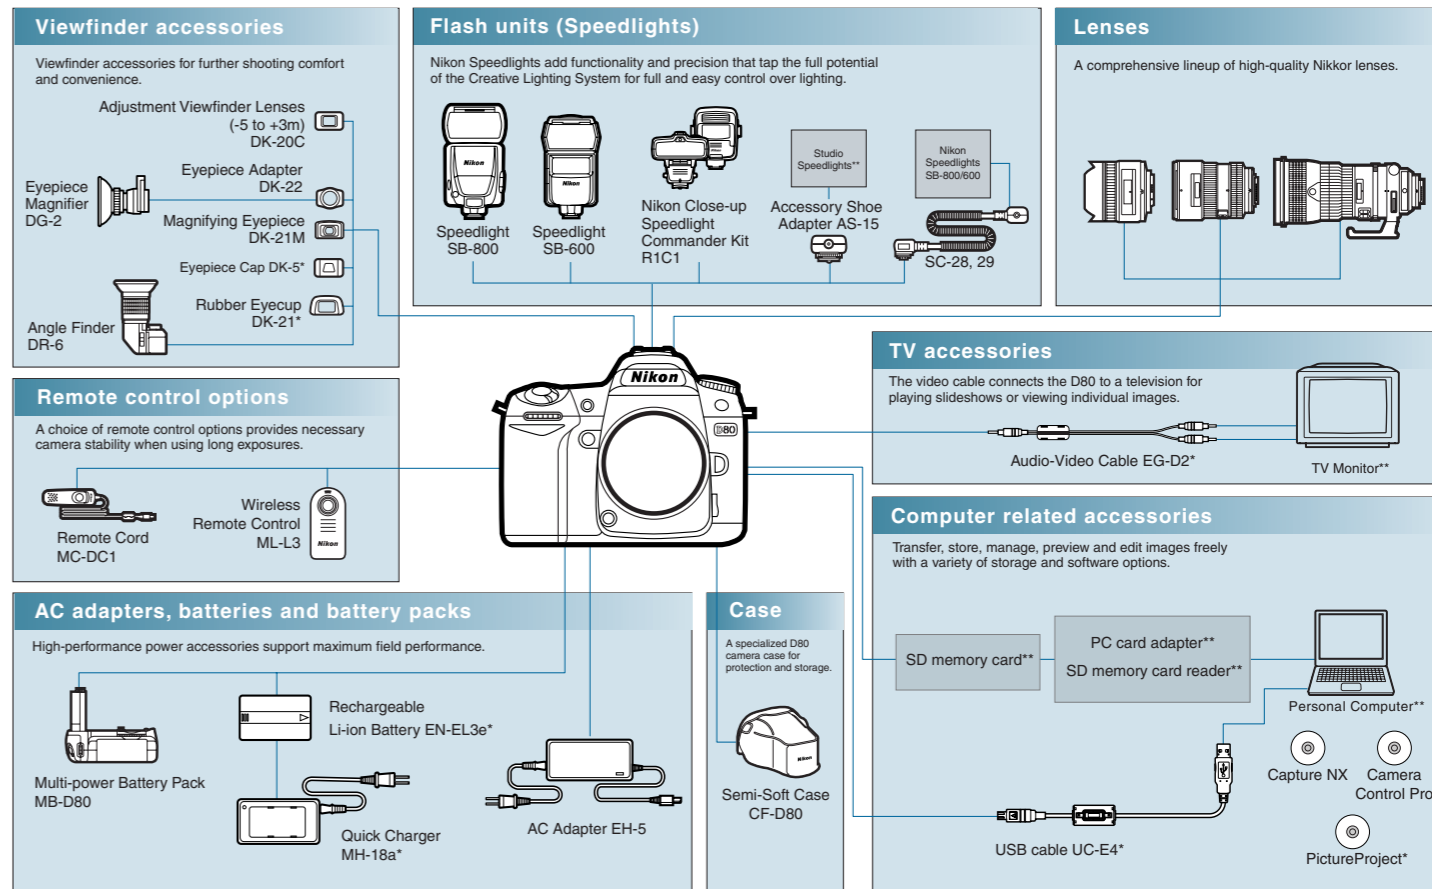 Viewfinder accessories
Viewfinder accessories for further shooting comfort
and convenience.
Adjustment Viewfinder Lenses
(-5 to +3m)
DK-20C
Eyepiece Adapter
DK-22
Eyepiece
Magnifier
DG-2
Magnifying Eyepiece
DK-21M
Eyepiece Cap DK-5*
Rubber Eyecup
DK-21*
Angle Finder
DR-6
Flash units (Speedlights)
Nikon Speedlights add functionality and precision that tap the full potential
of the Creative Lighting System for full and easy control over lighting.
Nikon
Speedlight
SB-800
Nikon
Speedlight
SB-600
Nikon Close-up
Speedlight
Commander Kit
R1C1
Studio
Speedlights**
Accessory Shoe
Adapter AS-15
Nikon
Speedlights
SB-800/600
SC-28, 29
Lenses
A comprehensive lineup of high-quality Nikkor lenses.
Remote control options
A choice of remote control options provides necessary
camera stability when using long exposures.
Remote Cord
MC-DC1
Wireless
Remote Control
ML-L3
Nikon
Nikon
D80
TV accessories
The video cable connects the D80 to a television for
playing slideshows or viewing individual images.
Audio-Video Cable EG-D2*
TV Monitor**
Computer related accessories
Transfer, store, manage, preview and edit images freely
with a variety of storage and software options.
SD memory card**
PC card adapter**
SD memory card reader**
Personal Computer**
Capture NX
Camera
Control Pro
PictureProject*
USB cable UC-E4*
AC adapters, batteries and battery packs
High-performance power accessories support maximum field performance.
Multi-power Battery Pack
MB-D80
Rechargeable
Li-ion Battery EN-EL3e*
Quick Charger
MH-18a*
AC Adapter EH-5
Case
A specialized D80
camera case for
protection and storage.
Nikon
Semi-Soft Case
CF-D80